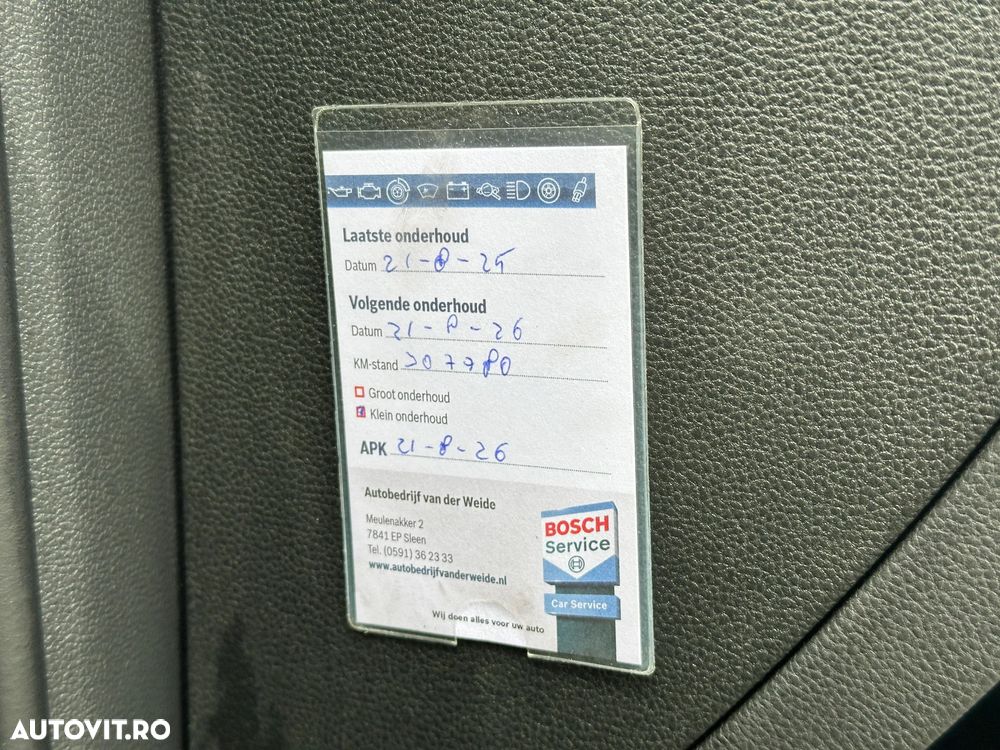 Laatste onderhoud
Datum 21-8-25
Volgende onderhoud
Datum 21-8-26
KM-stand 307780
Groot onderhoud
Klein onderhoud
APK 21-8-26
Autobedrijf van der Weide
Meulenakker 2
7841 EP Sleen
Tel. (0591) 36 23 33
www.autobedrijfvanderweide.nl
BOSCH
Service
Car Service
Wij doen alles voor uw auto
AUTOVIT.RO